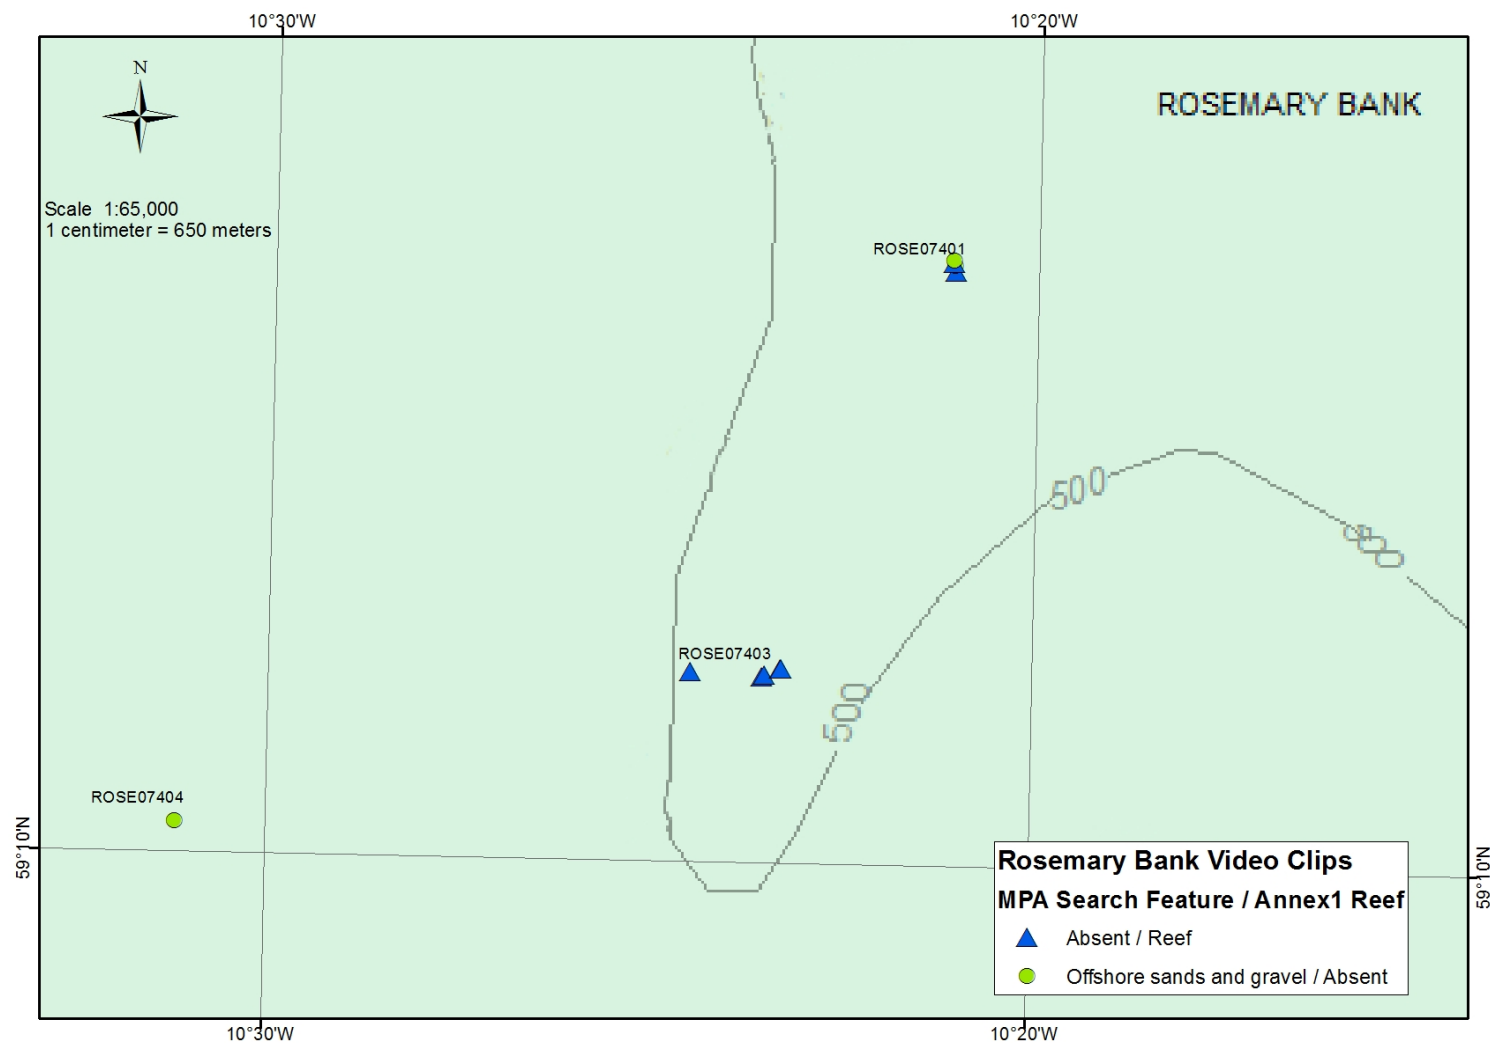 10°30'W
10°20'W
N
ROSEMARY BANK
Scale 1:65,000
1 centimeter = 650 meters
ROSE07401
500
ROSE07403
500
ROSE07404
59°10'N
59°10'N
Rosemary Bank Video Clips
MPA Search Feature / Annex1 Reef
Absent / Reef
Offshore sands and gravel / Absent
10°30'W
10°20'W